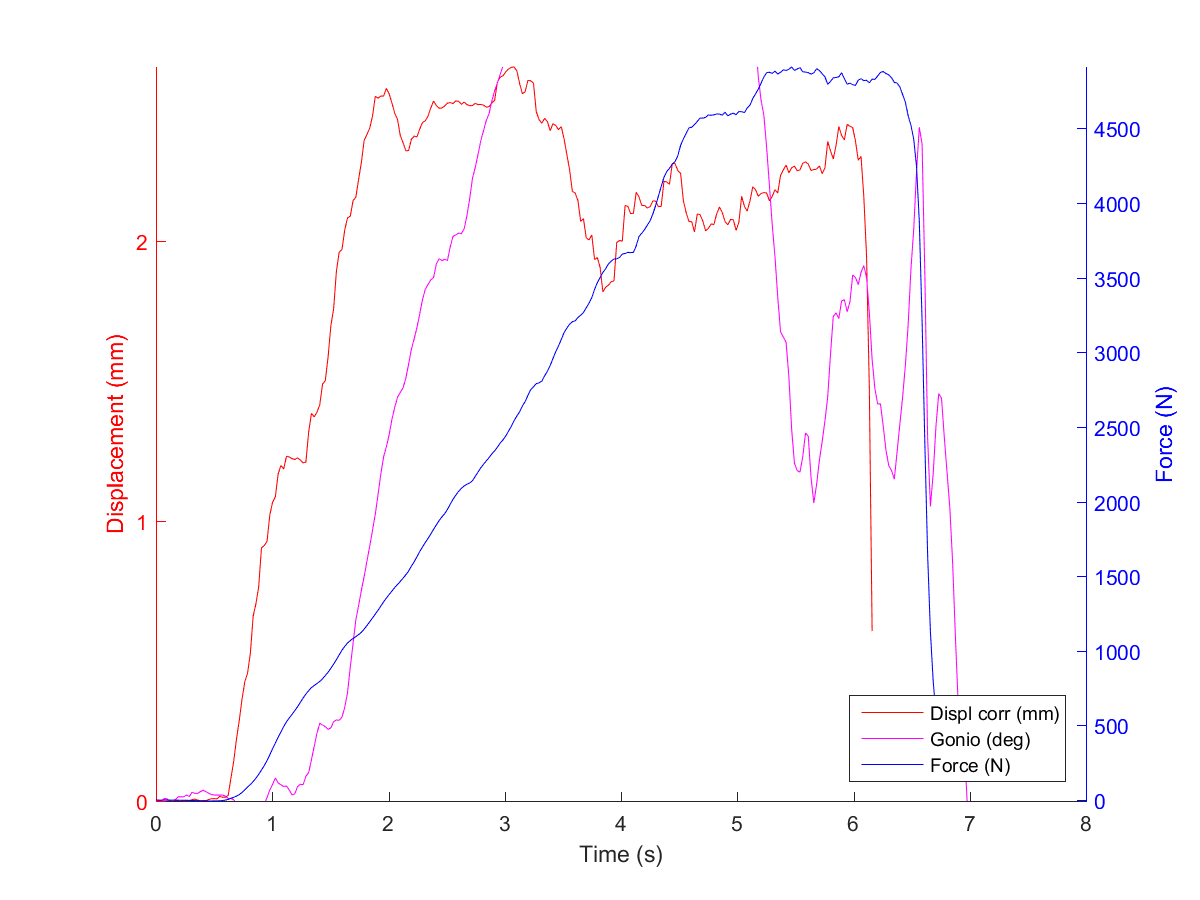 Displacement (mm)
2
1
0
4500
4000
3500
3000
2500
2000
1500
1000
500
0
Force (N)
Displ corr (mm)
Gonio (deg)
Force (N)
0 1 2 3 4 5 6 7 8
Time (s)